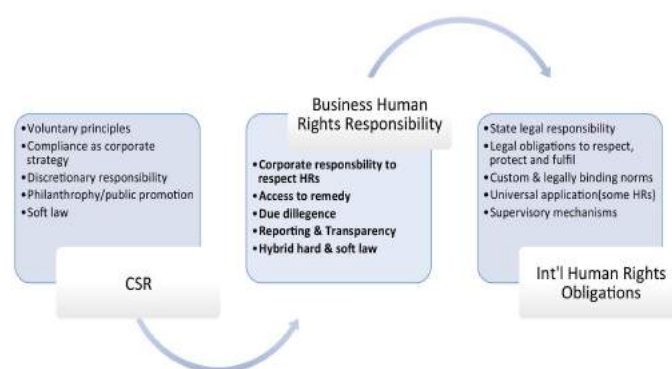 •Voluntary principles
•Compliance as corporate
strategy
•Discretionary responsibility
•Philanthrophy/public promotion
•Soft law
CSR
Business Human
Rights Responsibility
•Corporate responsbility to
respect HRs
•Access to remedy
•Due dillegence
•Reporting & Transparency
•Hybrid hard & soft law
•State legal responsibility
•Legal obligations to respect,
protect and fulfil
•Custom & legally binding norms
•Universal application(some HRs)
•Supervisory mechanisms
Int'l Human Rights
Obligations